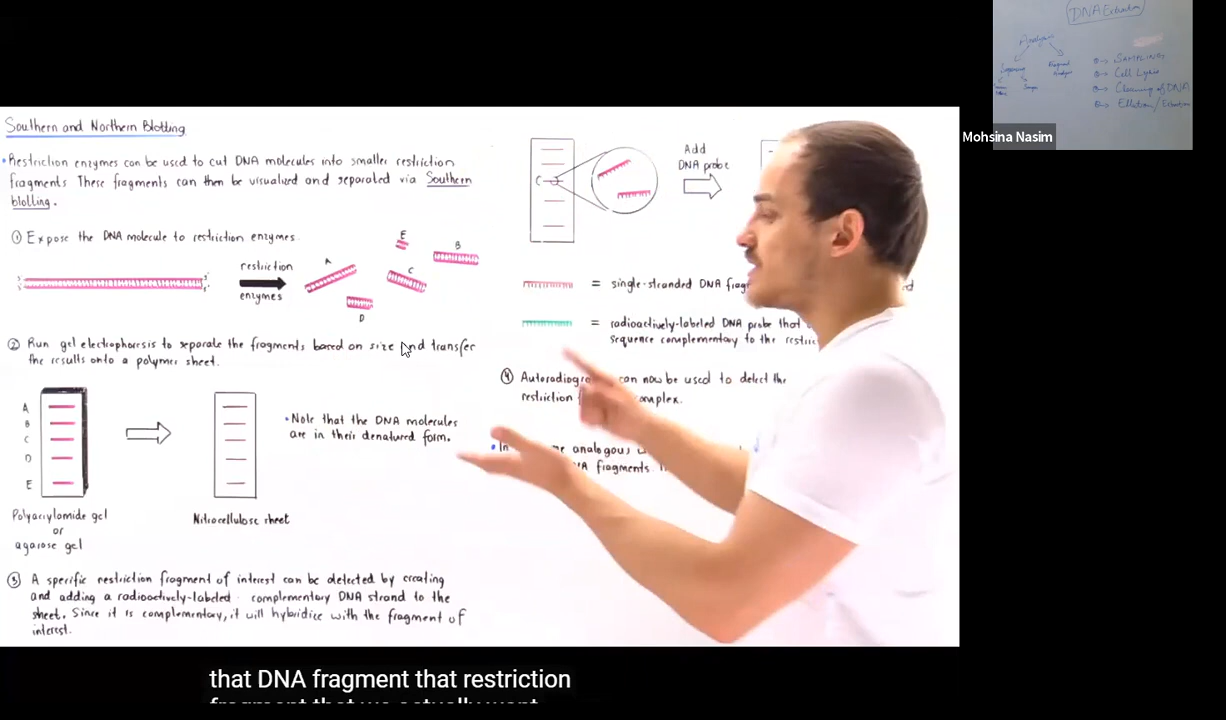 Southern and Northern Blotting
• Restriction enzymes can be used to cut DNA molecules into smaller restriction
fragments These fragments can then be visualized and separated via Southern
blotting.
① Expose the DNA molecule to restriction enzymes.
restriction
enzymes
A
E
B
C
D
② Run gel electrophoresis to separate the fragments based on size and transfer
the results onto a polymer sheet.
A
B
C
D
E
• Note that the DNA molecules
are in their denatured form.
Polyacrylamide gel
or
agarose gel
Nitrocellulose sheet
③ A specific restriction fragment of interest can be detected by creating
and adding a radioactively-labeled complementary DNA strand to the
sheet. Since it is complementary, it will hybridize with the fragment of
interest.
C
Add
DNA probe
= single-stranded DNA
= radioactively-labeled DNA probe that
sequence complementary to the
④ can now be used to detect the
restriction complex.
• In analogous
fragments.
DNA Extraction
Analysis
SAMPLING
Cell Lysis
Cleaning of DNA
Mohsina Nasim
that DNA fragment that restriction